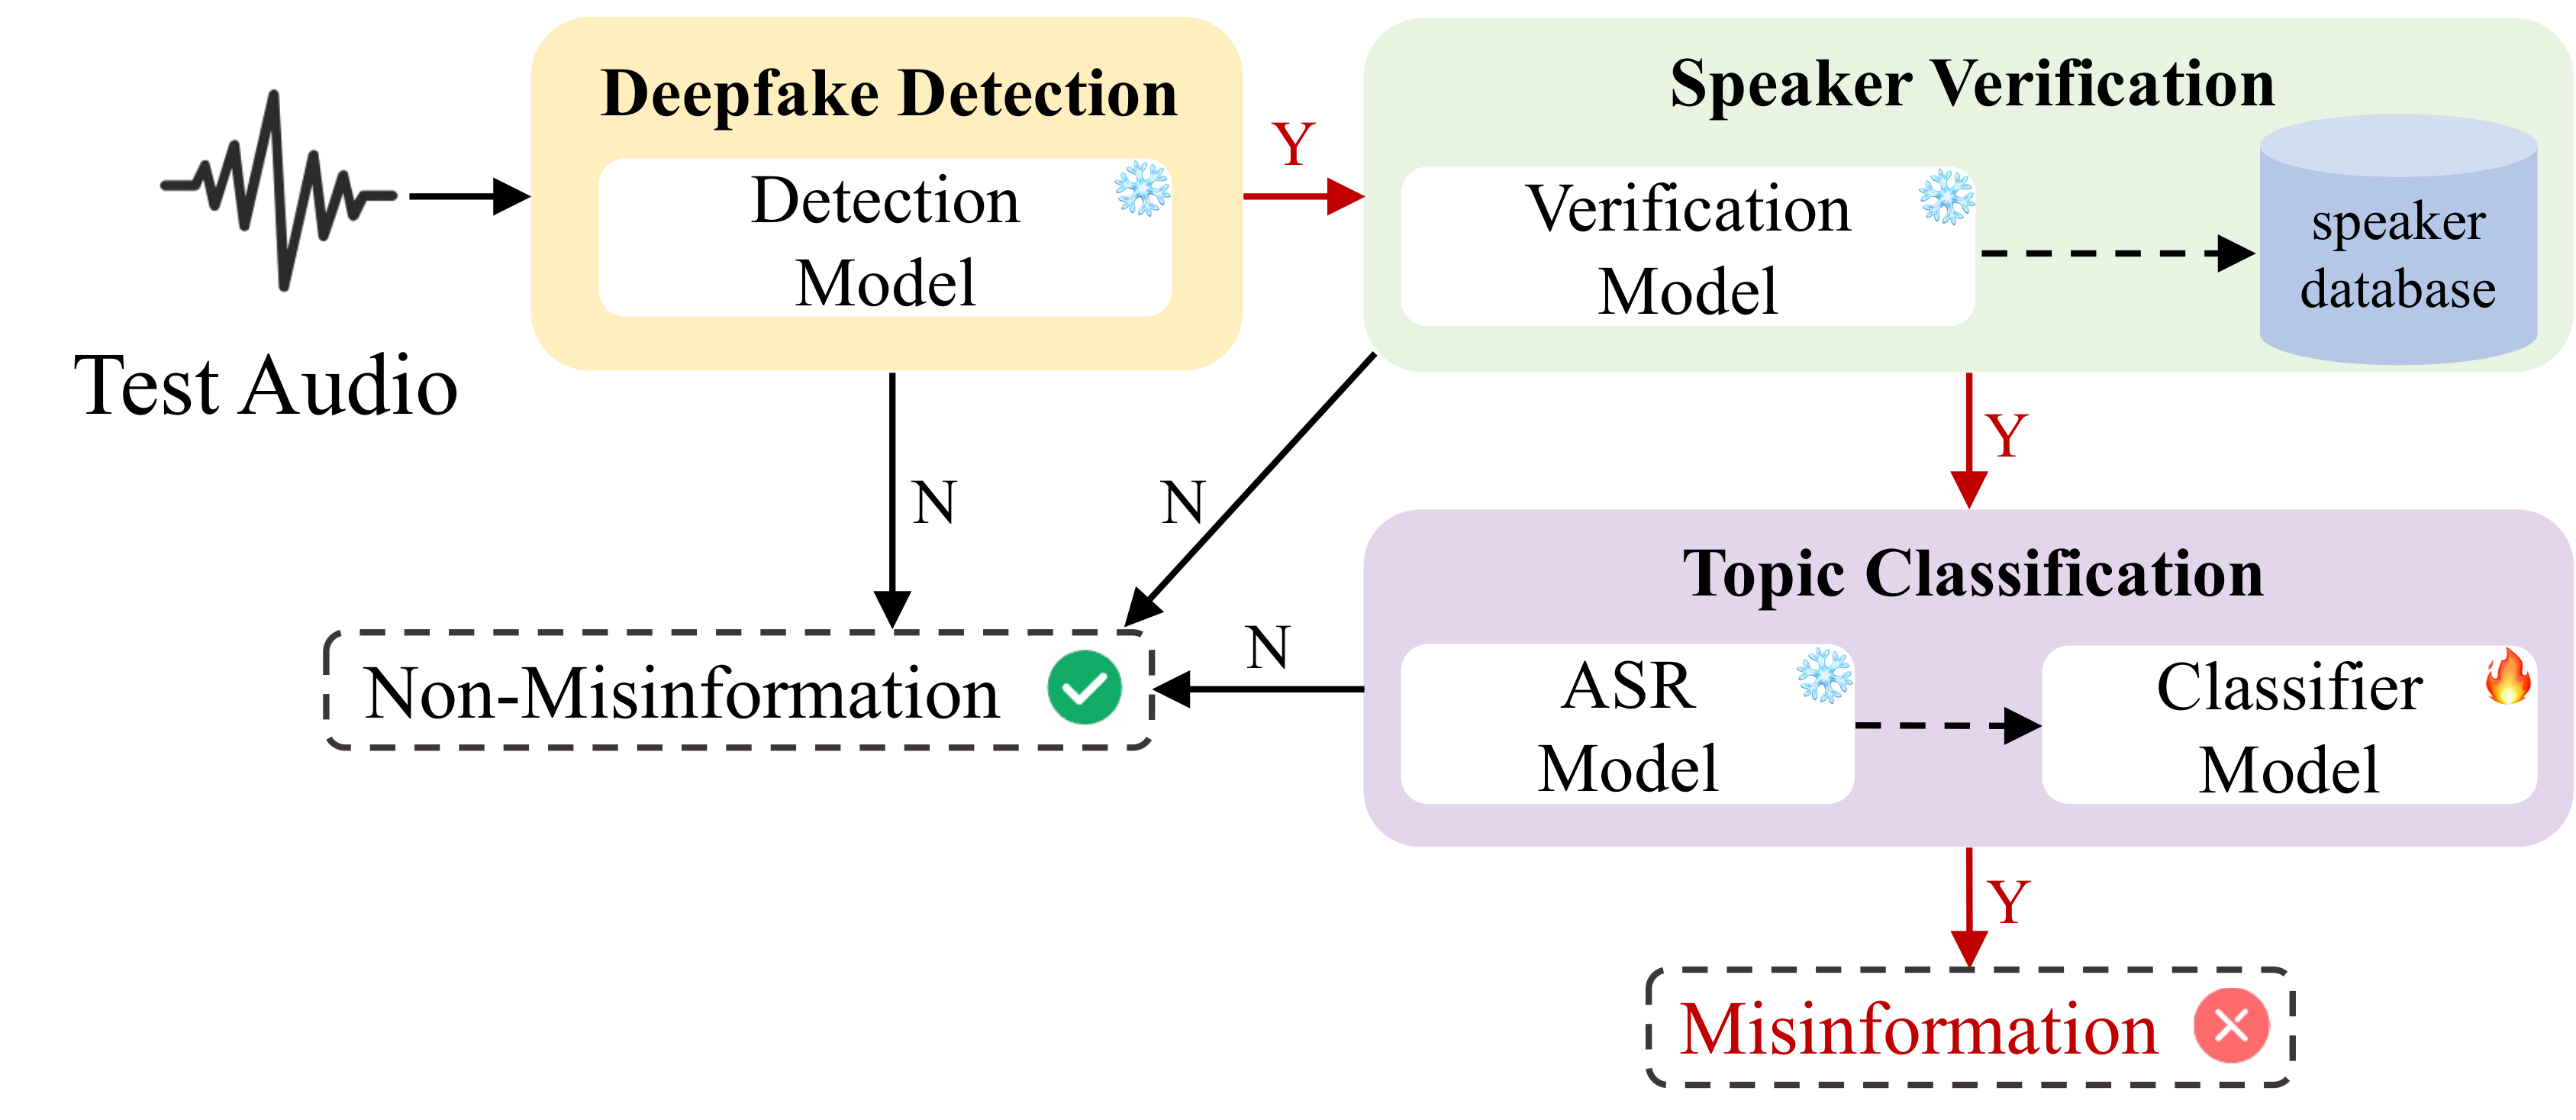 Test Audio
Deepfake Detection
Detection
Model
Y
N
Speaker Verification
Verification
Model
speaker
database
N
Y
Topic Classification
ASR
Model
Classifier
Model
N
Non-Misinformation
Y
Misinformation